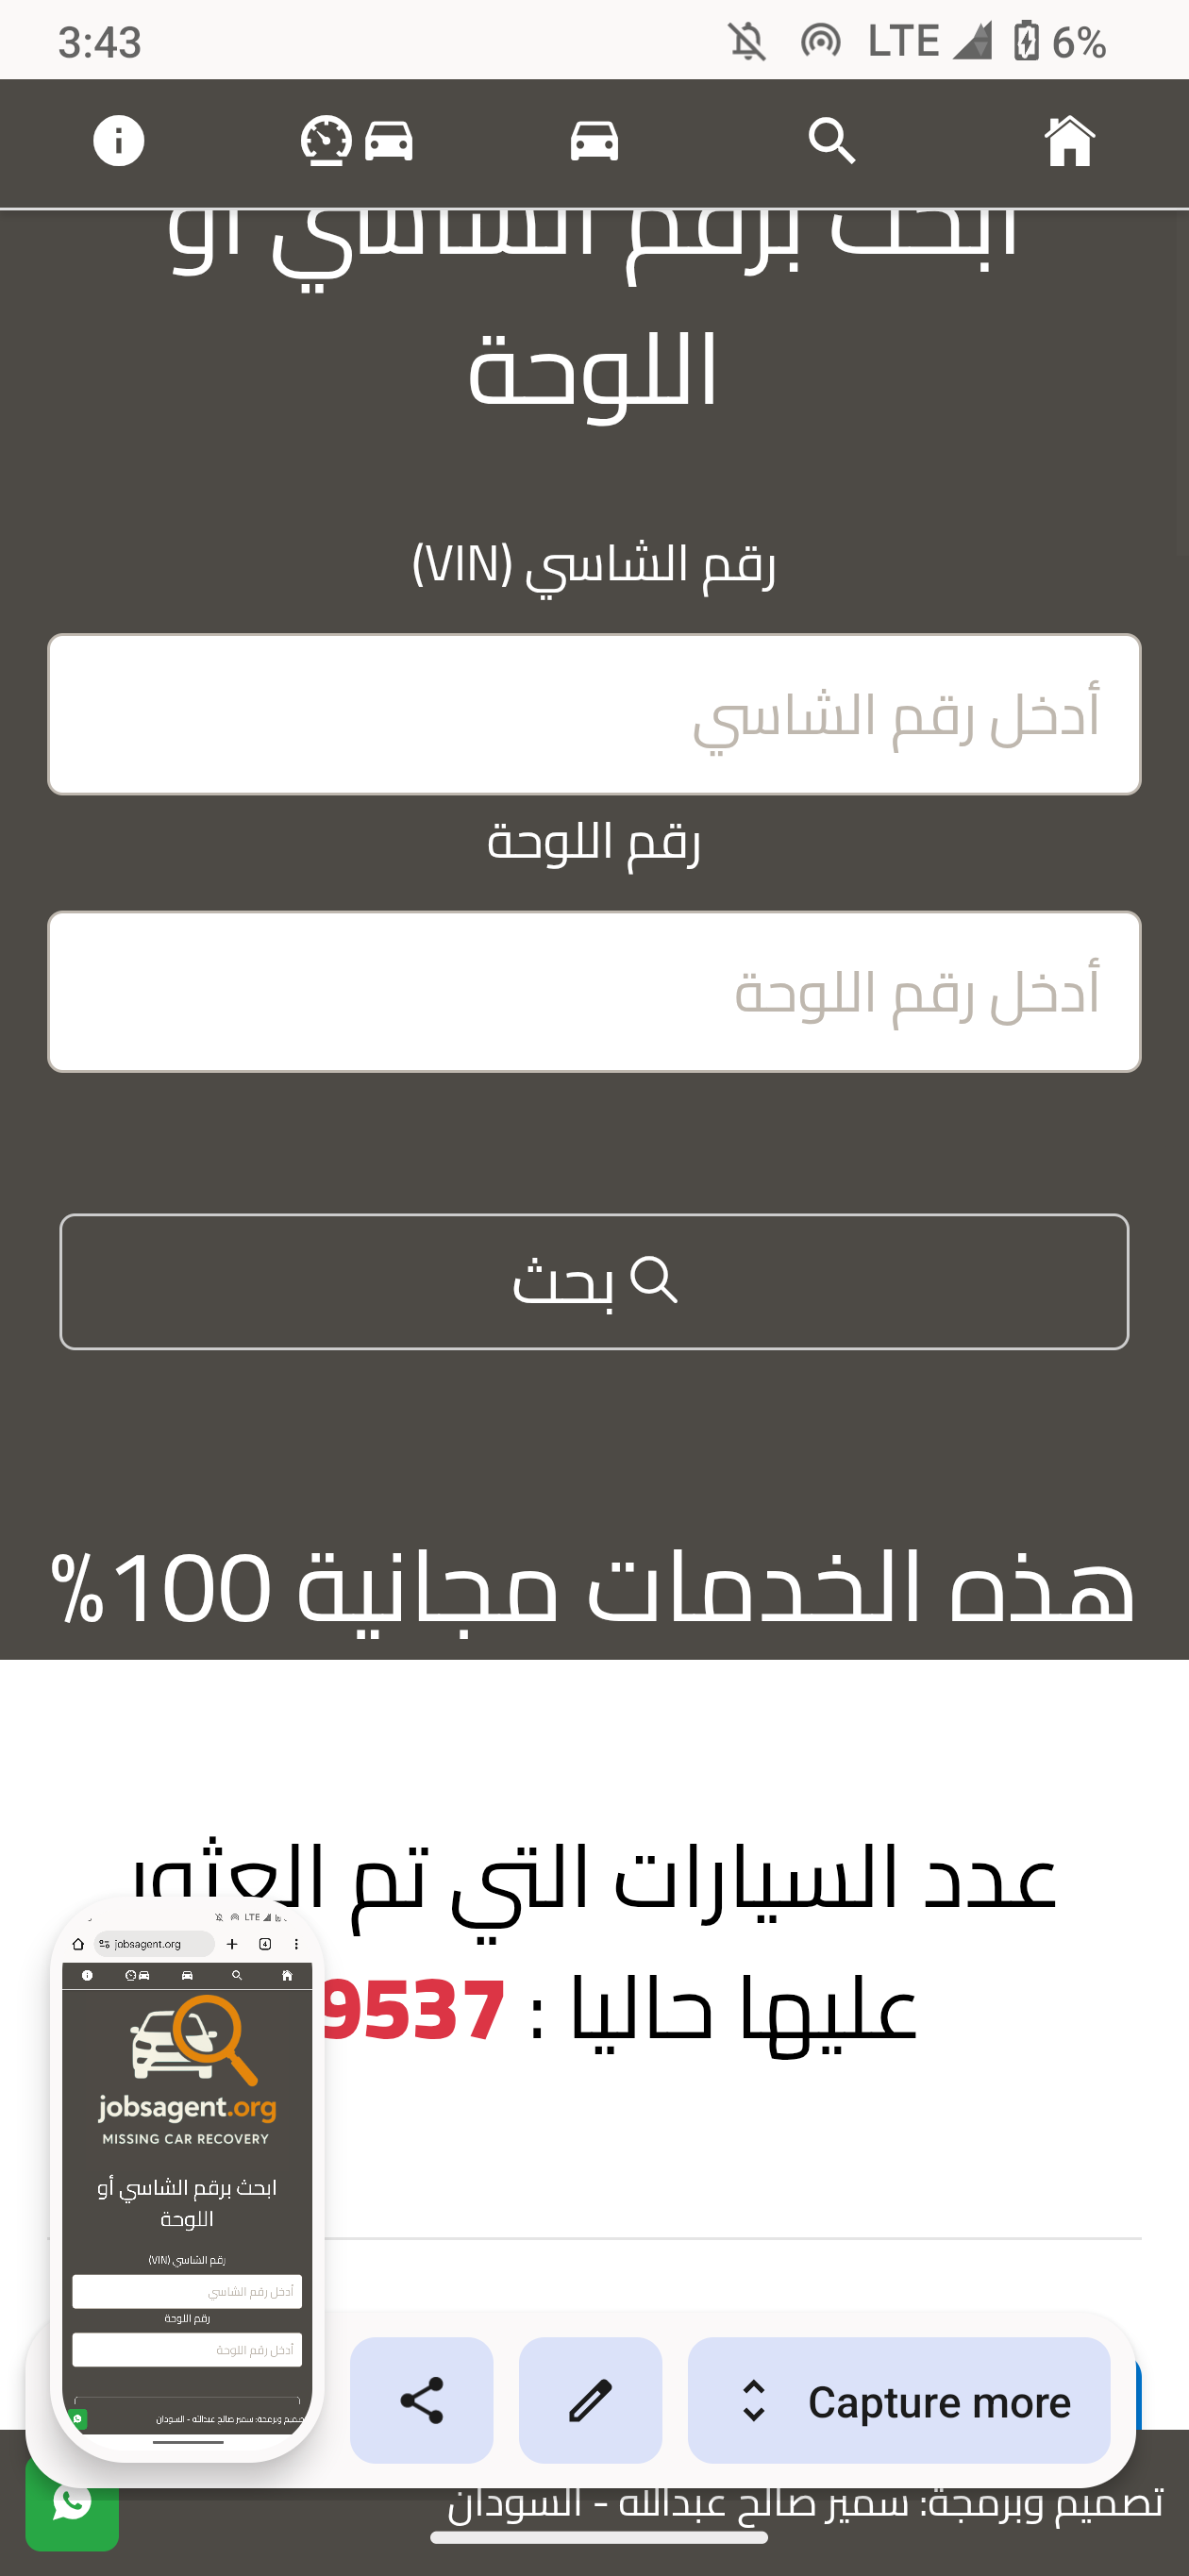 3:43
LTE
6%
ابحث برقم الشاسي أو
اللوحة
رقم الشاسي (VIN)
أدخل رقم الشاسي
رقم اللوحة
أدخل رقم اللوحة
بحث
هذه الخدمات مجانية 100%
عدد السيارات التي تم العثور
عليها حاليا : 9537
LTE
jobsagent.org
4
jobsagent.org
MISSING CAR RECOVERY
ابحث برقم الشاسي أو
اللوحة
رقم الشاسي (VIN)
أدخل رقم الشاسي
رقم اللوحة
أدخل رقم اللوحة
تصميم وبرمجة: سمير صالح عبدالله - السودان
Capture more
تصميم وبرمجة: سمير صالح عبدالله - السودان